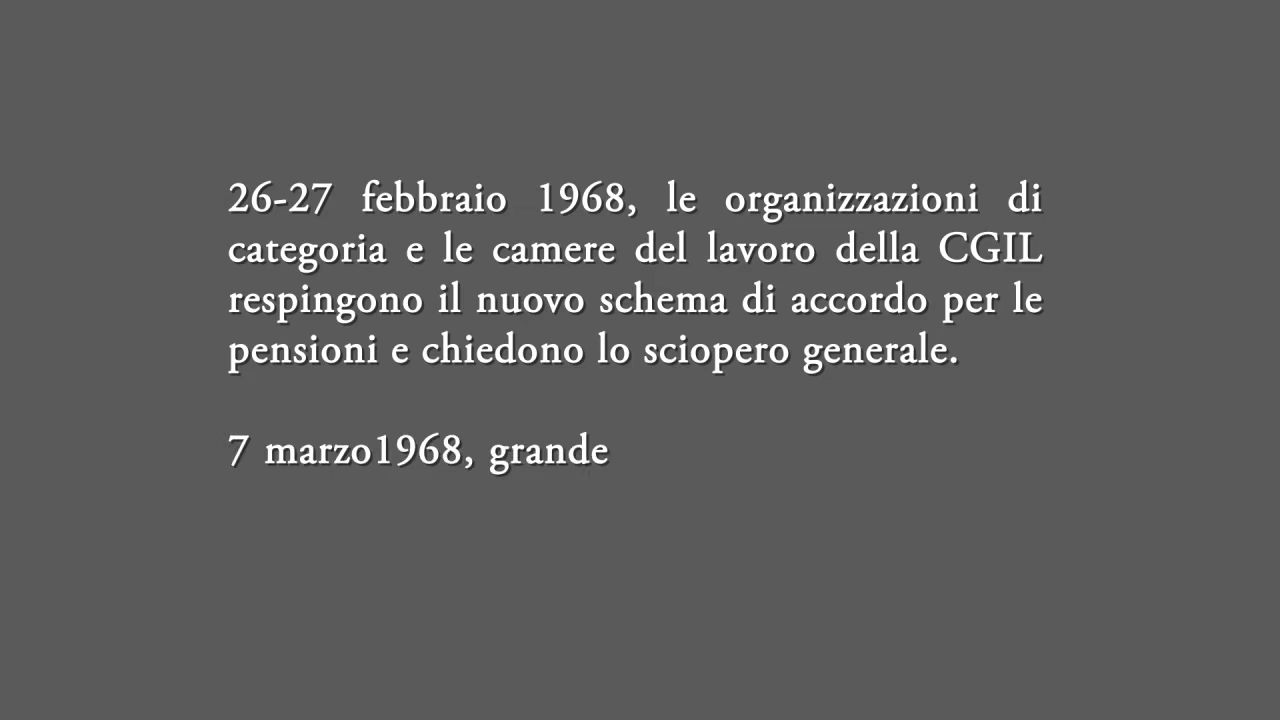 26-27 febbraio 1968, le organizzazioni di
categoria e le camere del lavoro della CGIL
respingono il nuovo schema di accordo per le
pensioni e chiedono lo sciopero generale.
7 marzo1968, grande